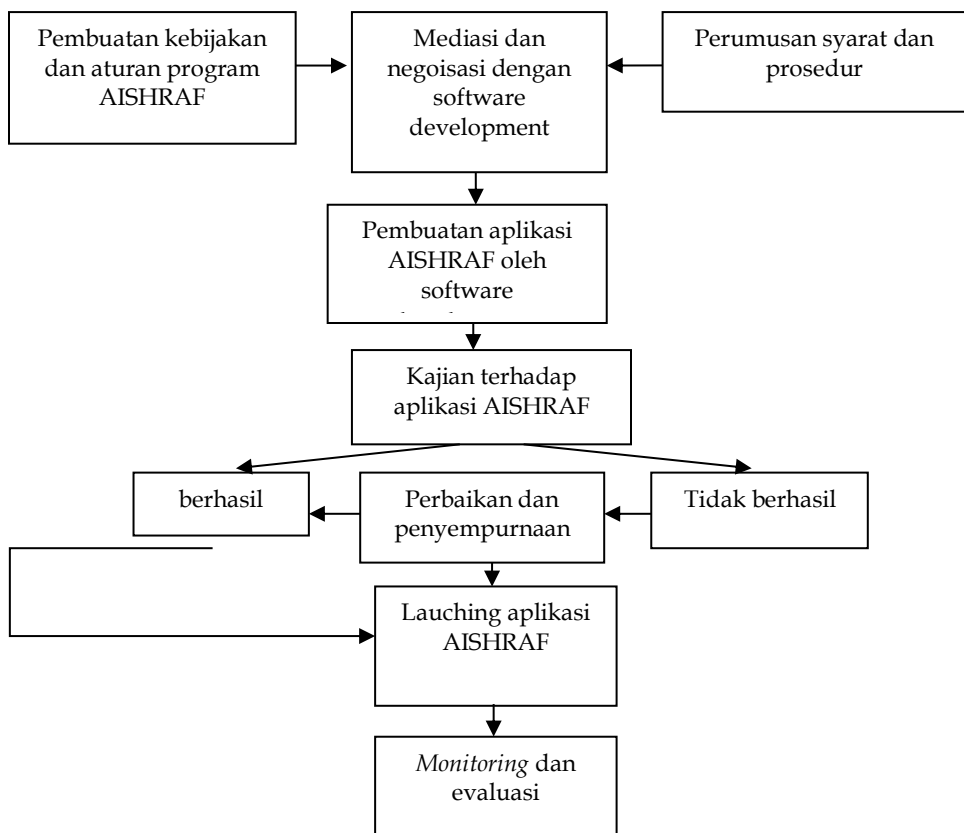 Pembuatan kebijakan
dan aturan program
AISHRAF
Mediasi dan
negoisasi dengan
software
development
Perumusan syarat dan
prosedur
Pembuatan aplikasi
AISHRAF oleh
software
Kajian terhadap
aplikasi AISHRAF
berhasil
Perbaikan dan
penyempurnaan
Tidak berhasil
Lauching aplikasi
AISHRAF
Monitoring dan
evaluasi